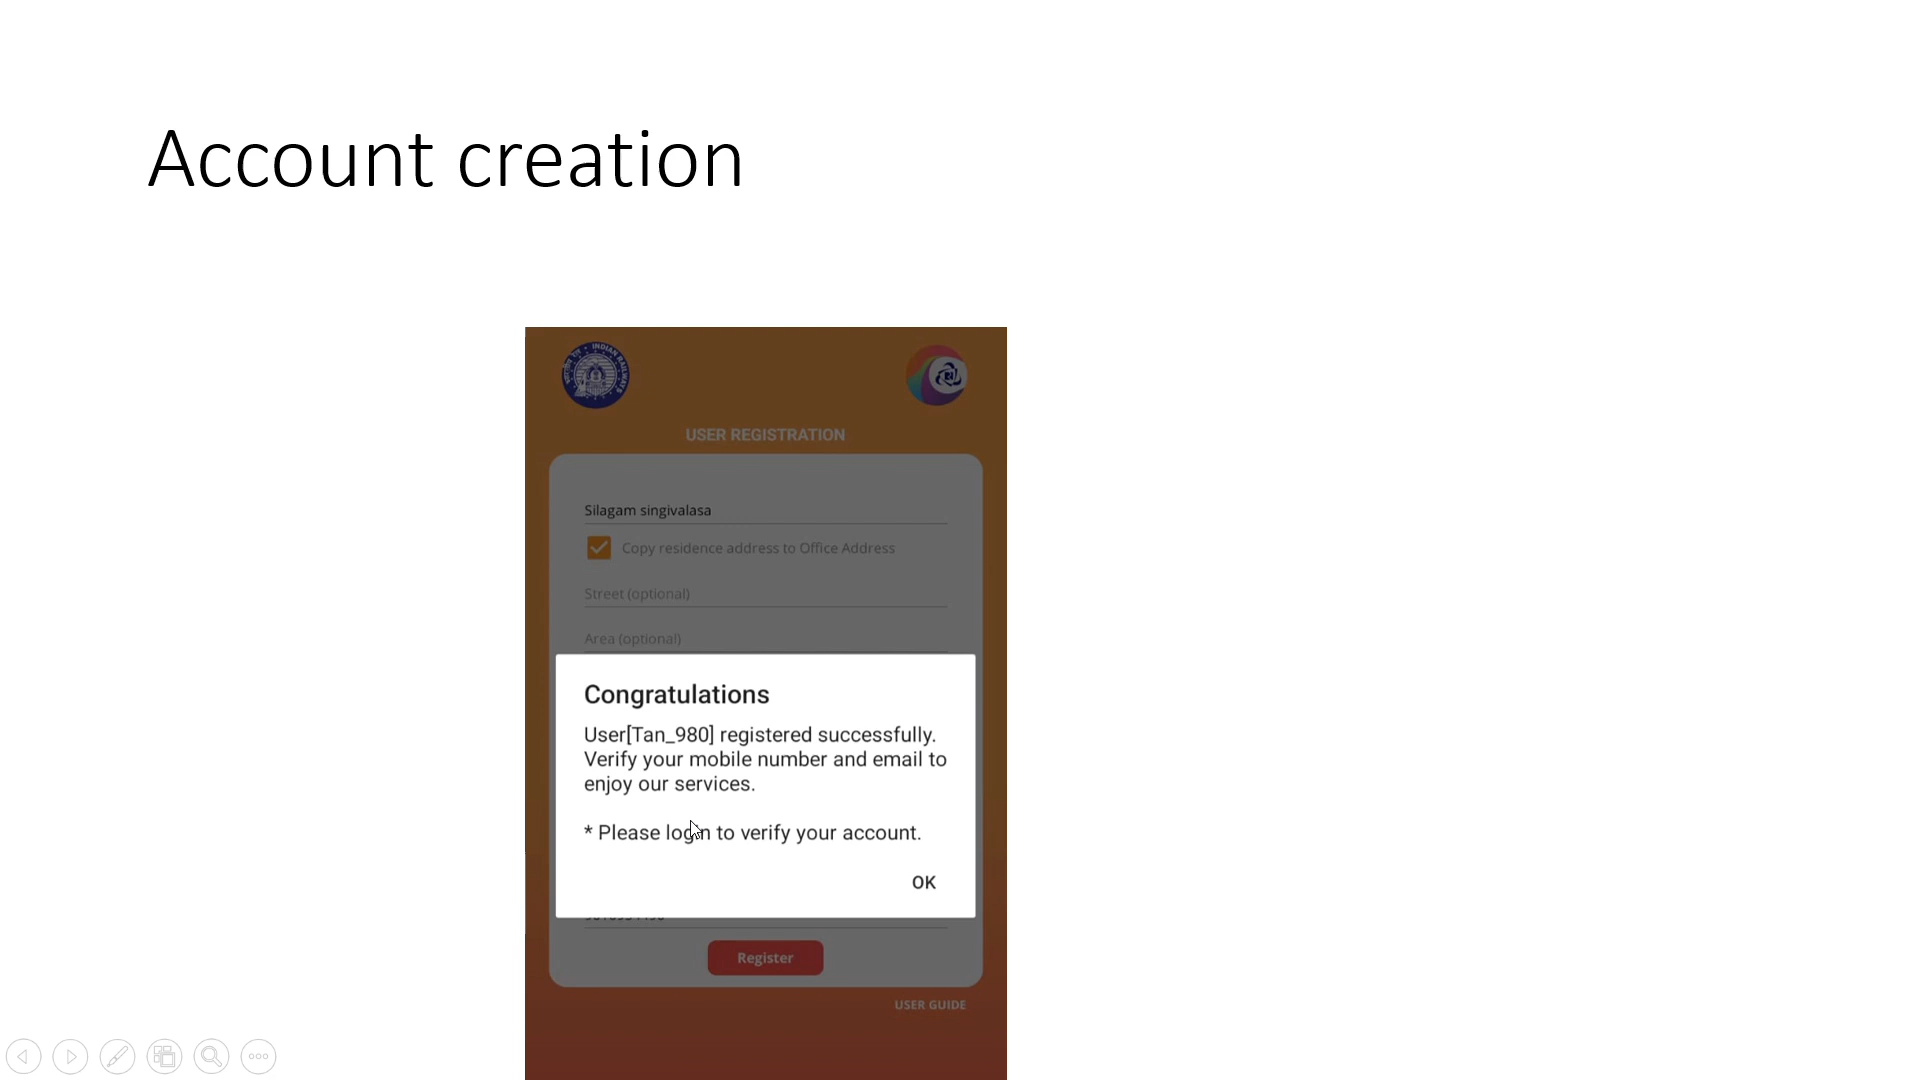 Account creation
INDIAN RAILWAYS
USER REGISTRATION
Silagam singivalasa
Copy residence address to Office Address
Street (optional)
Area (optional)
Congratulations
User[Tan_980] registered successfully.
Verify your mobile number and email to
enjoy our services.
* Please login to verify your account.
OK
Register
USER GUIDE